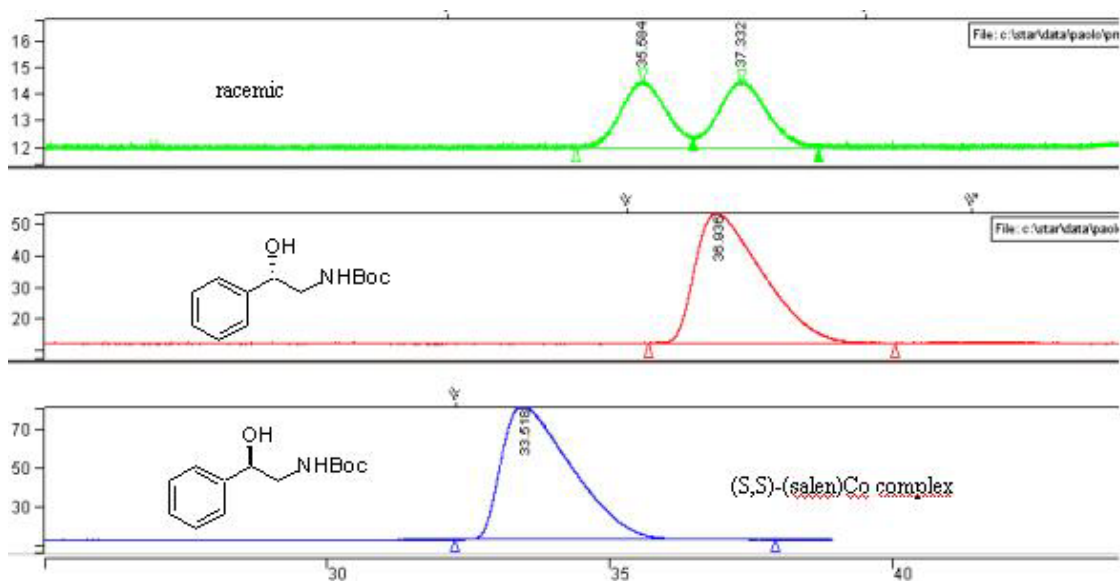 16
15
14
13
12
35.584
37.332
File: c:\star\data\paolo\pr
racemic
50
40
30
20
36.936
File: c:\star\data\paol
OH
NHBoc
70
50
30
33.518
OH
NHBoc
(S,S)-(salen)Co complex
30
35
40